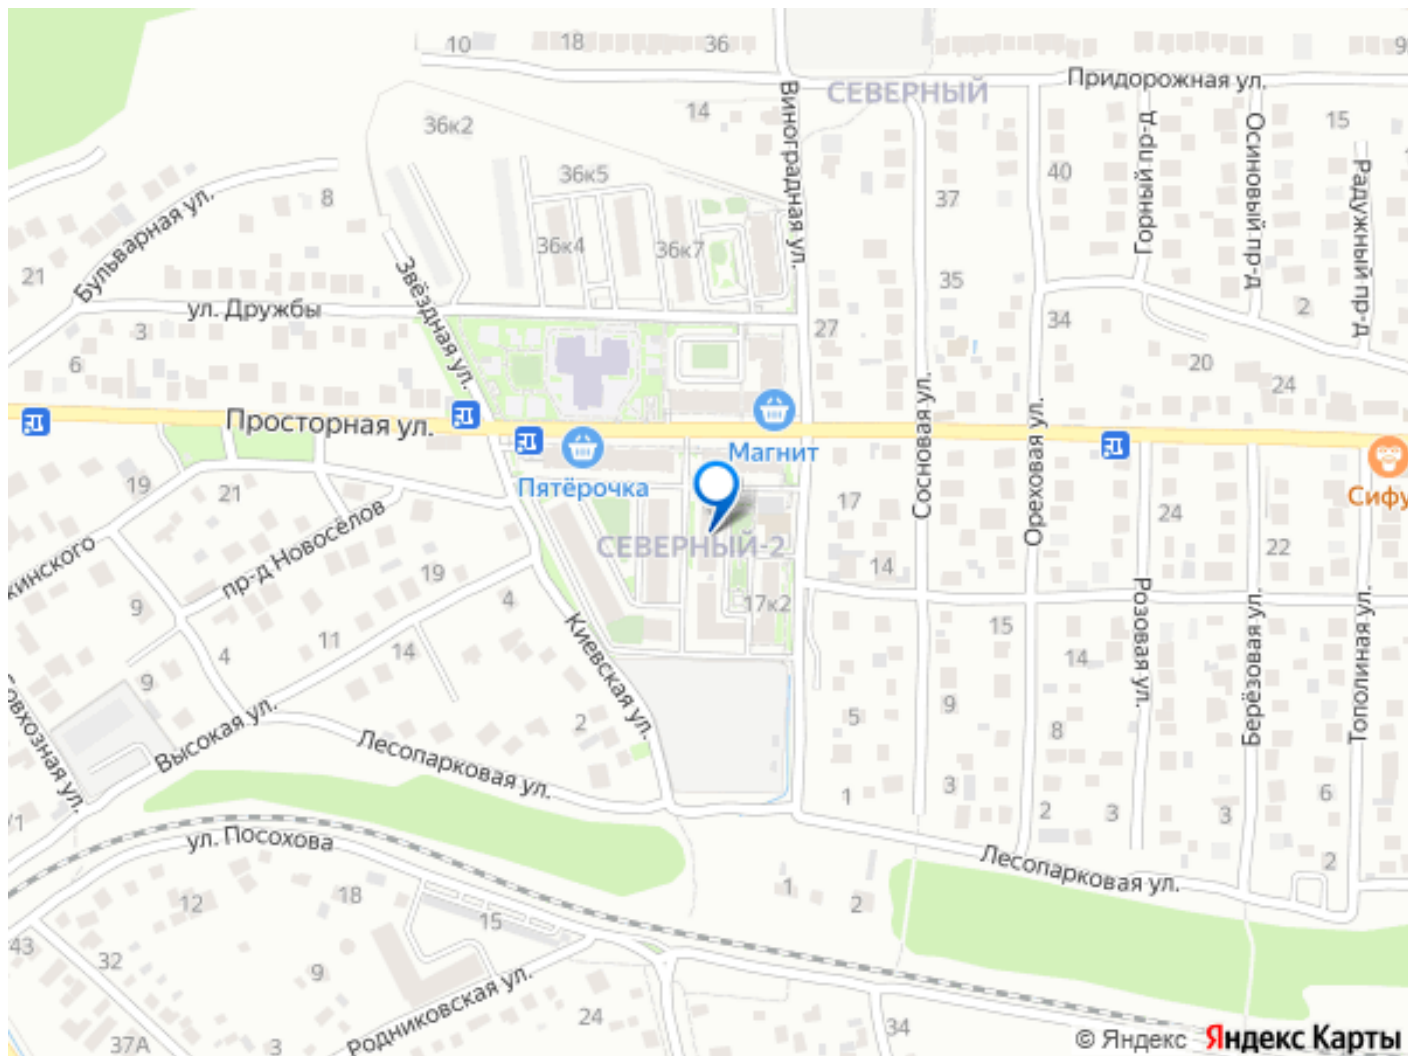 10
18
36
9
Придорожная ул.
СЕВЕРНЫЙ
Виноградная ул.
14
36к2
15
Горный пр-д
Осиновый пр-д
Радужный пр-д
40
36к5
37
8
Бульварная ул.
36к4
36к7
21
Звёздная ул.
35
ул. Дружбы
2
3
27
34
6
20
24
Сосновая ул.
Ореховая ул.
Просторная ул.
Магнит
Пятёрочка
Сифу
19
21
17
24
пр-д Новосёлов
кинского
СЕВЕРНЫЙ-2
22
14
19
4
9
17к2
Розовая ул.
Берёзовая ул.
Тополиная ул.
Киевская ул.
11
15
4
14
14
9
9
5
2
8
овхозная ул.
Высокая ул.
Лесопарковая ул.
3
1
2
3
3
6
ул. Посохова
Лесопарковая ул.
2
18
12
15
1
2
43
32
9
Родниковская ул.
24
34
37А
3
© Яндекс Яндекс Карты